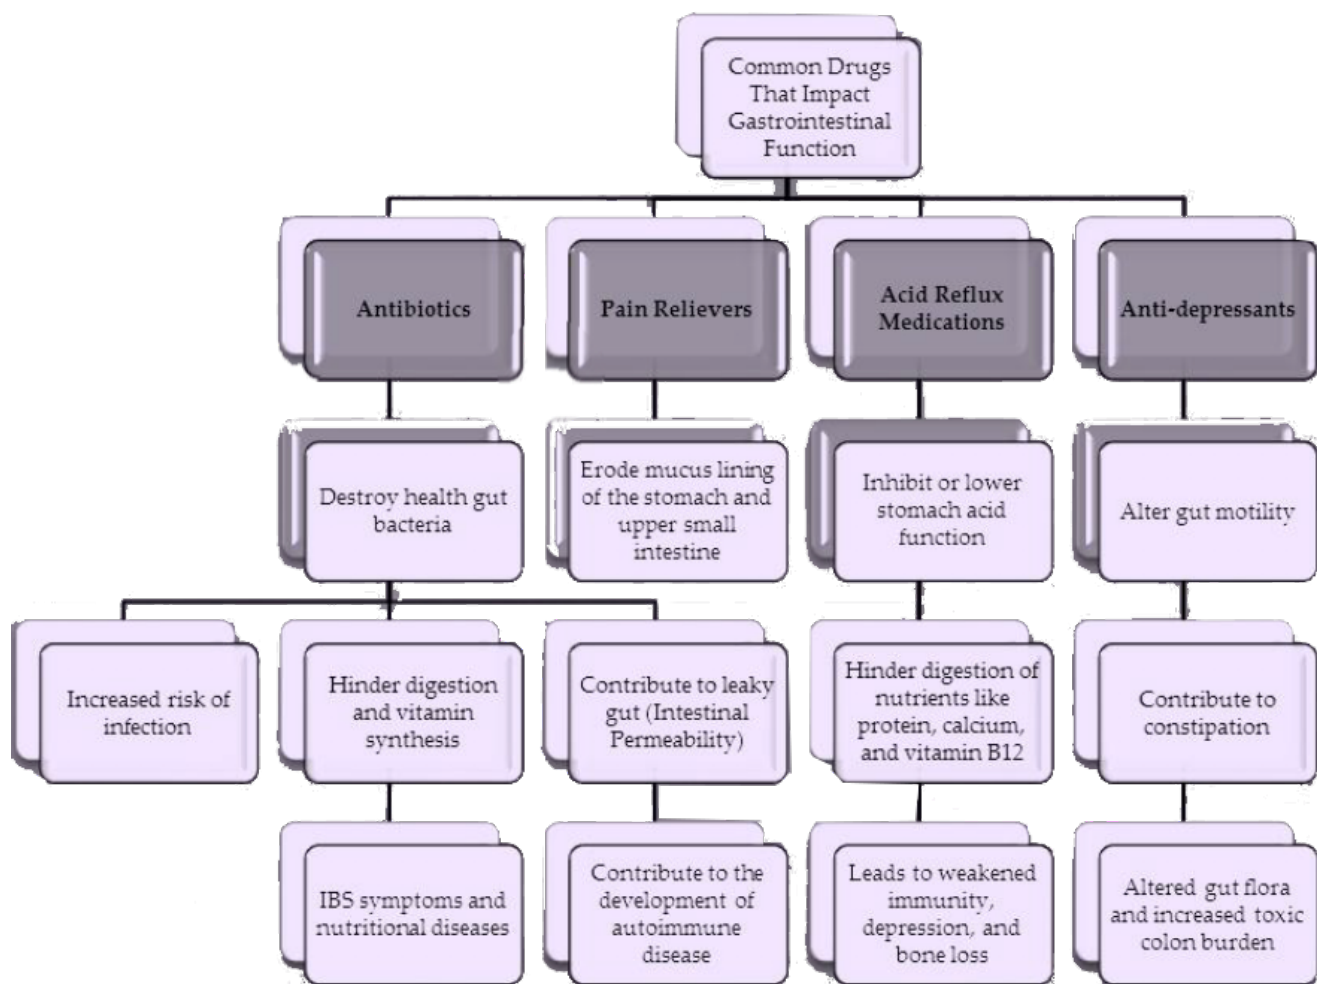 Common Drugs
That Impact
Gastrointestinal
Function
Antibiotics
Pain Relievers
Acid Reflux
Medications
Anti-depressants
Destroy health gut
bacteria
Erode mucus lining
of the stomach and
upper small
intestine
Inhibit or lower
stomach acid
function
Alter gut motility
Increased risk of
infection
Hinder digestion
and vitamin
synthesis
Contribute to leaky
gut (Intestinal
Permeability)
Hinder digestion of
nutrients like
protein, calcium,
and vitamin B12
Contribute to
constipation
IBS symptoms and
nutritional diseases
Contribute to the
development of
autoimmune
disease
Leads to weakened
immunity,
depression, and
bone loss
Altered gut flora
and increased toxic
colon burden